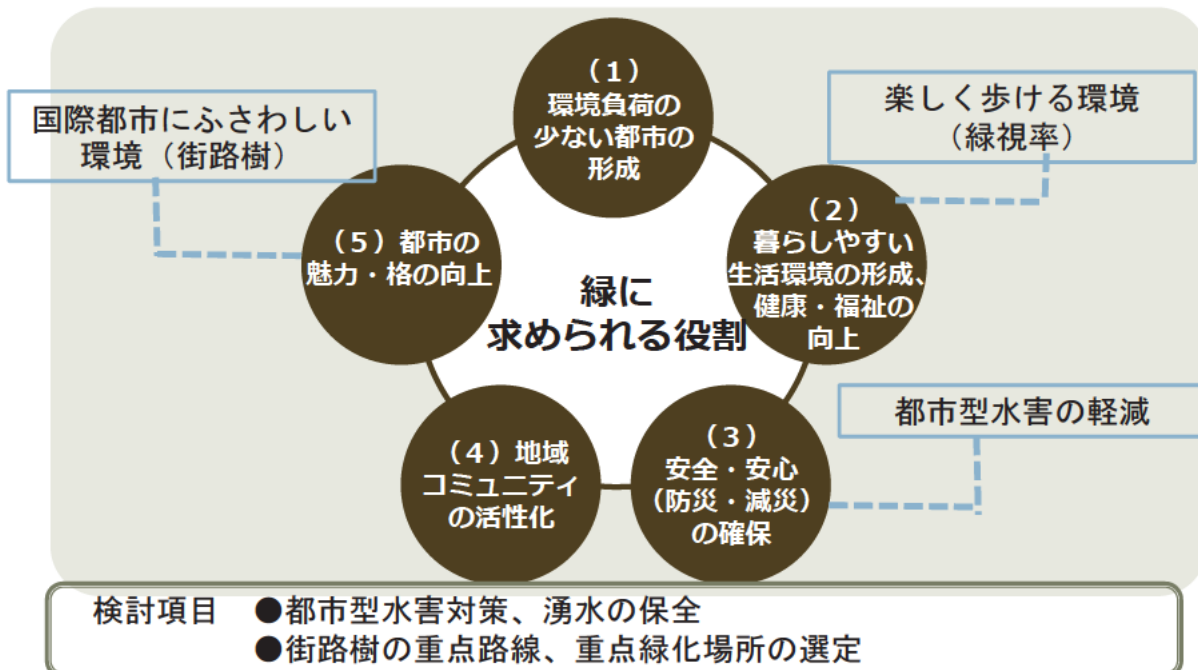 （１）
環境負荷の
少ない都市の
形成
国際都市にふさわしい
環境（街路樹）
楽しく歩ける環境
（緑視率）
（２）
暮らしやすい
生活環境の形成、
健康・福祉の
向上
（５）都市の
魅力・格の向上
緑に
求められる役割
都市型水害の軽減
（３）
安全・安心
（防災・減災）
の確保
（４）地域
コミュニティ
の活性化
検討項目　●都市型水害対策、湧水の保全
●街路樹の重点路線、重点緑化場所の選定